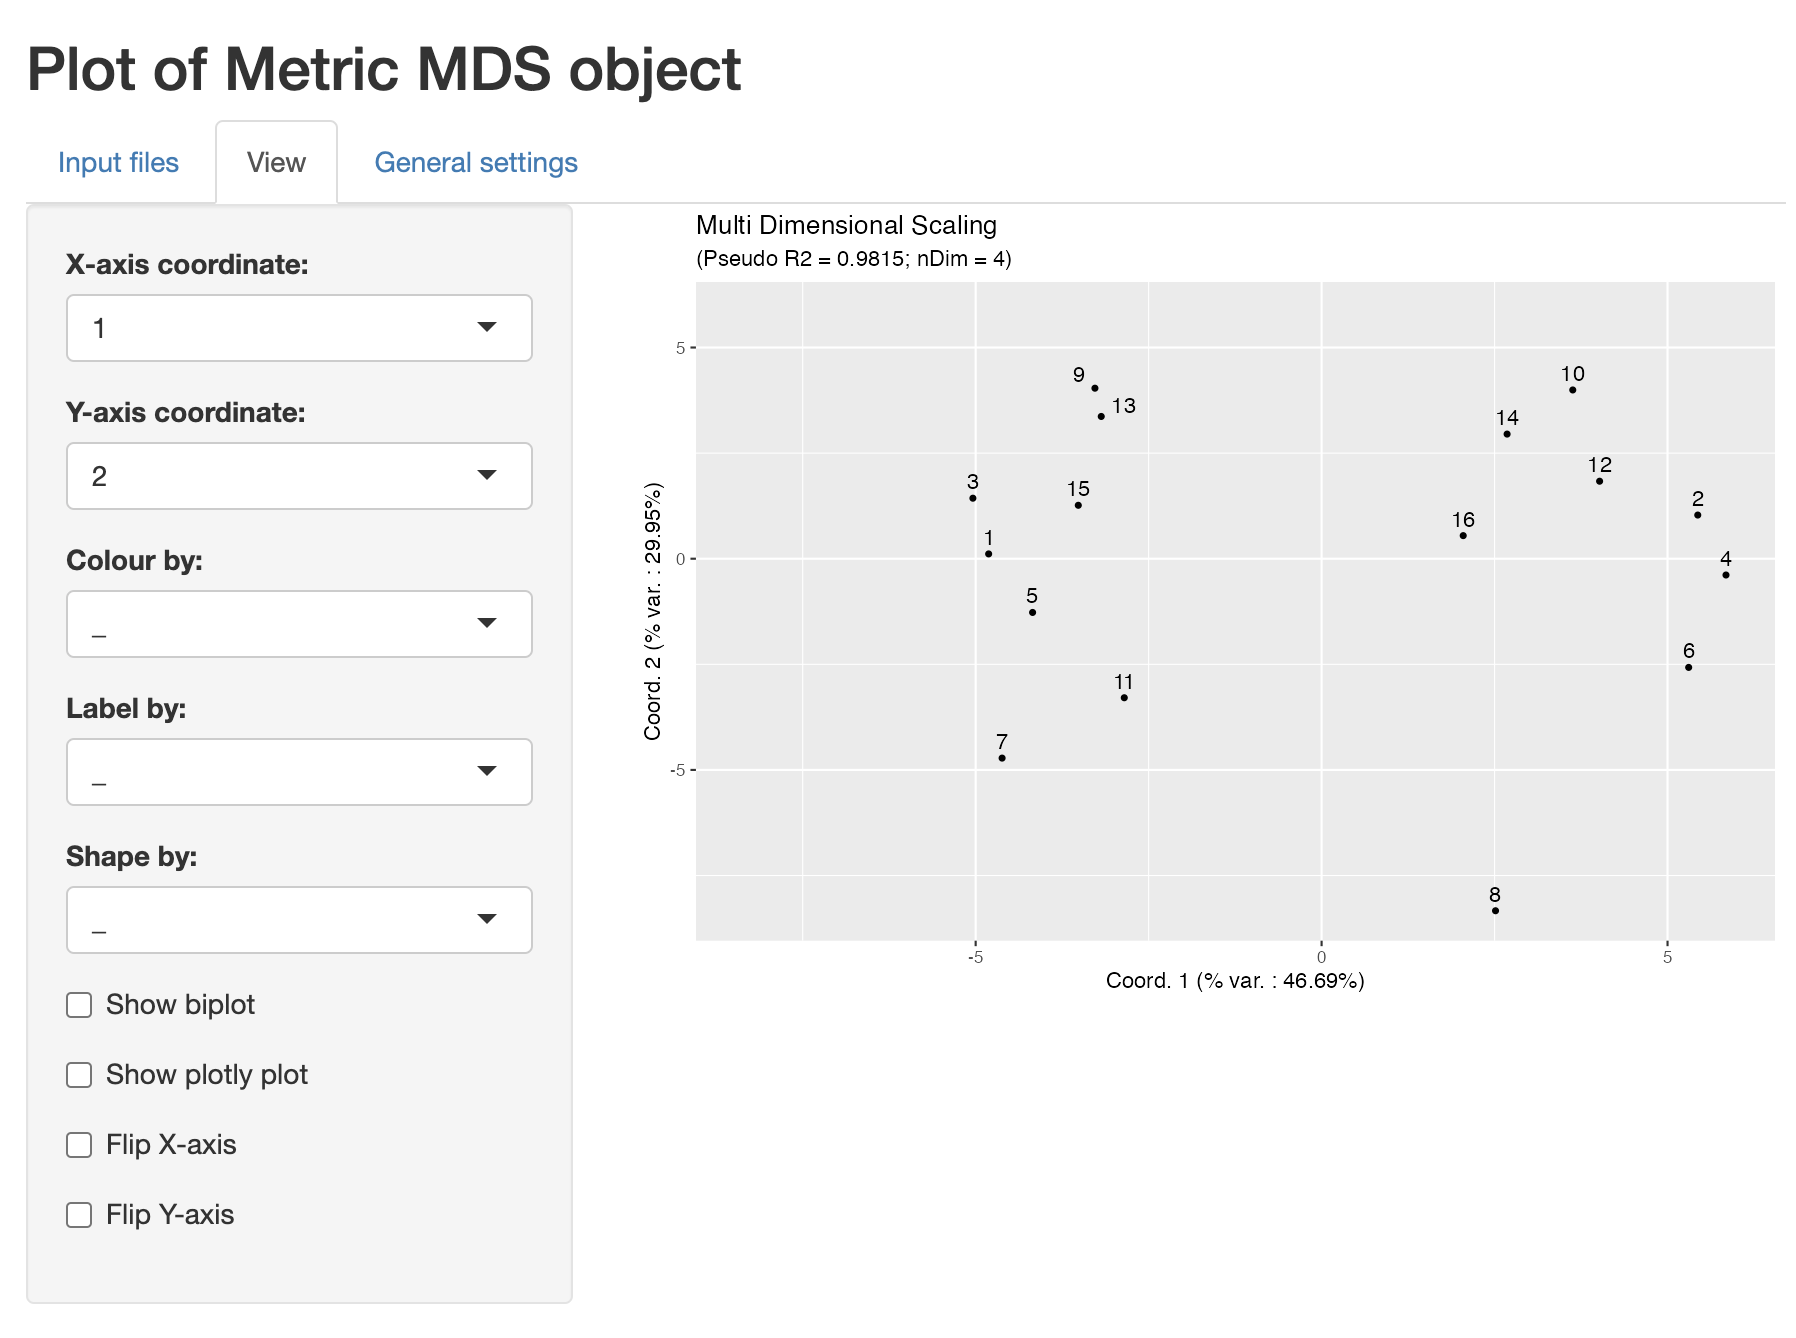 Plot of Metric MDS object
Input files
View
General settings
X-axis coordinate:
1
Y-axis coordinate:
2
Colour by:
_
Label by:
_
Shape by:
_
Show biplot
Show plotly plot
Flip X-axis
Flip Y-axis
Multi Dimensional Scaling
(Pseudo R2 = 0.9815; nDim = 4)
Coord. 2 (% var. : 29.95%)
5
0
-5
9
13
10
14
12
3
15
2
16
1
4
5
6
11
7
8
-5
0
5
Coord. 1 (% var. : 46.69%)